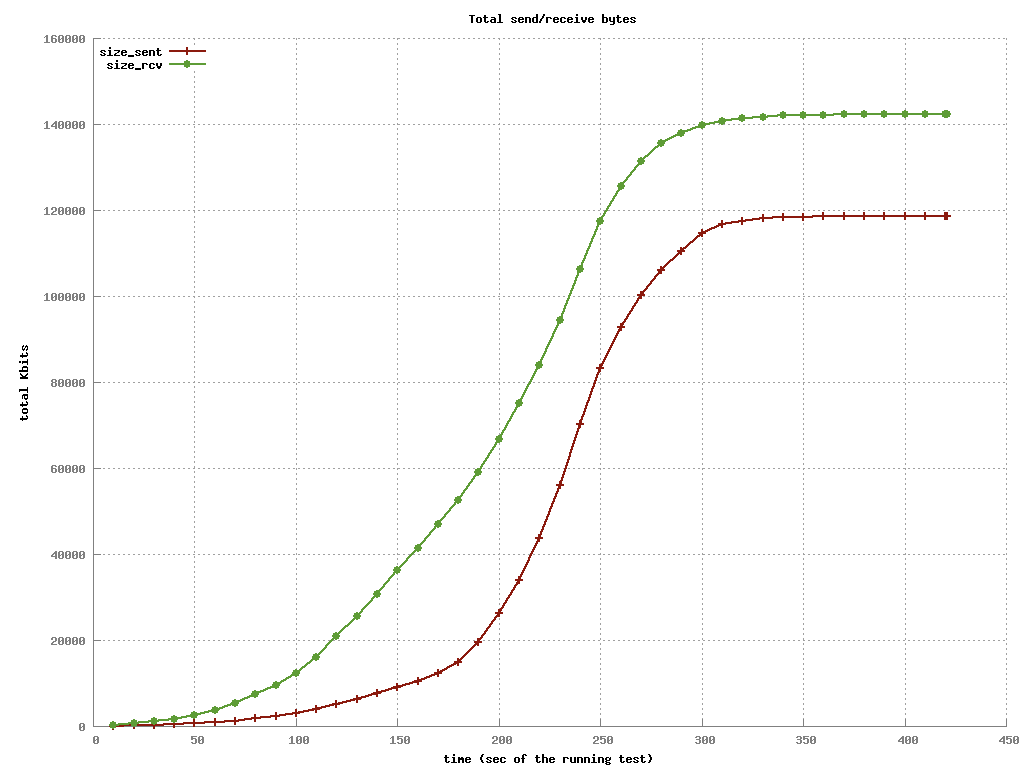 Total send/receive bytes
160000
size_sent
size_rcv
140000
120000
100000
total Kbits
80000
60000
40000
20000
0
0 50 100 150 200 250 300 350 400 450
time (sec of the running test)